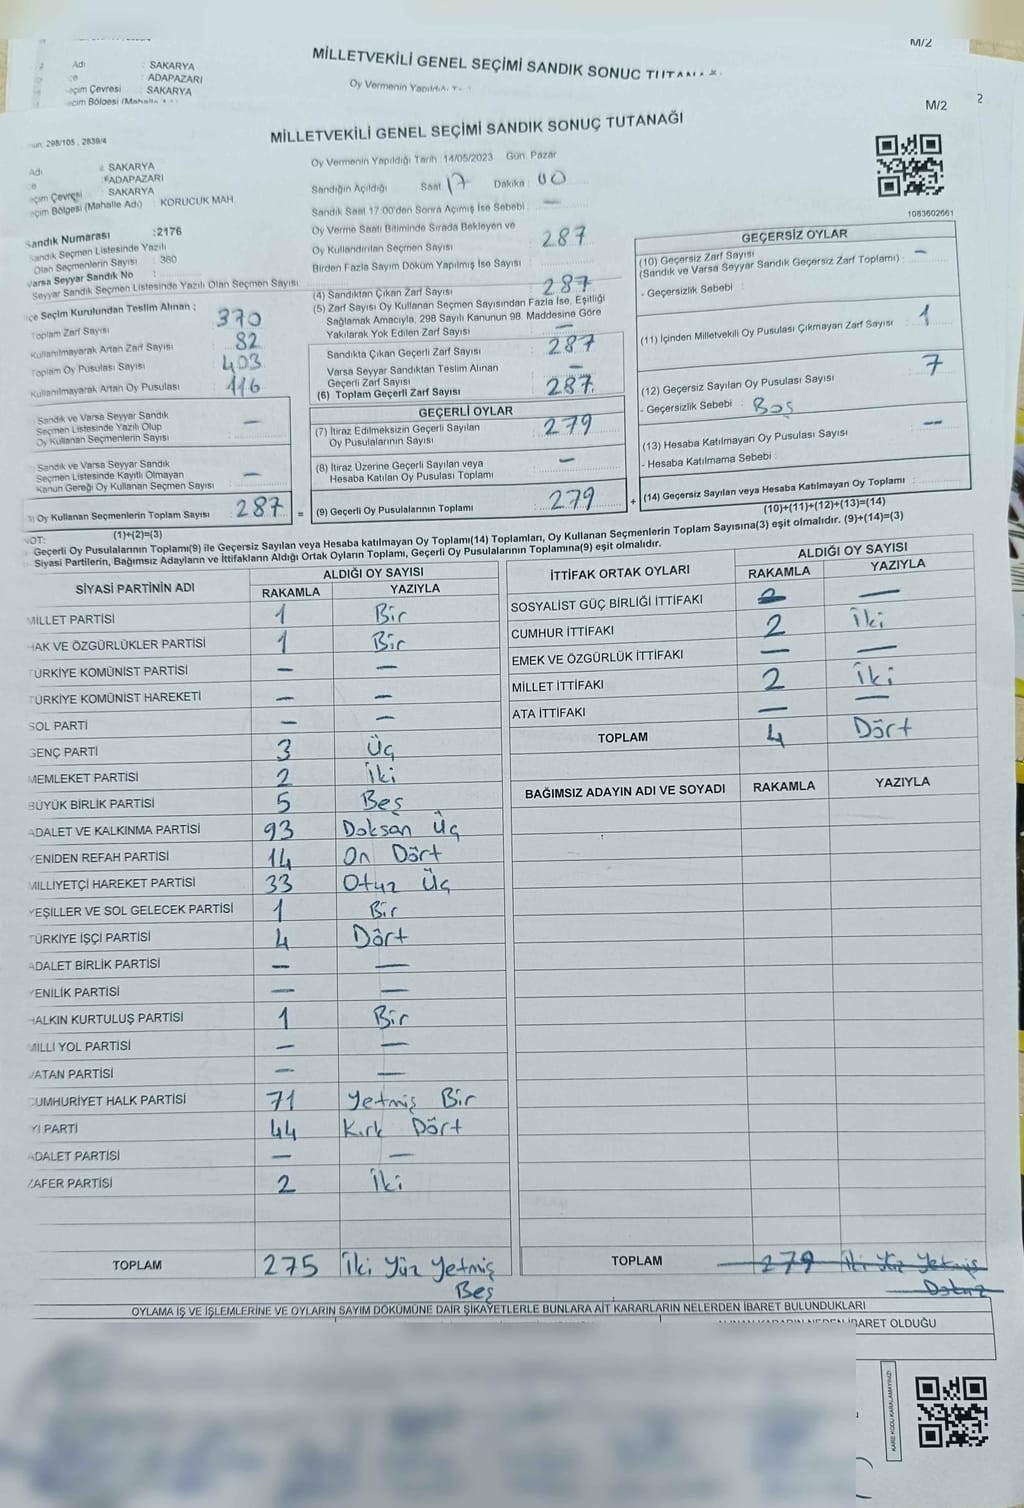 M/2
MİLLETVEKİLİ GENEL SEÇİMİ SANDIK SONUÇ
Adı : SAKARYA
ADAPAZARI
Oy Vermenin
çim Çevresi : SAKARYA
2
M/2
MİLLETVEKİLİ GENEL SEÇİMİ SANDIK SONUÇ TUTANAĞI
298/105 , 2839/4
Adı : SAKARYA
ADAPAZARI
çim Çevresi SAKARYA
çim Bölgesi (Mahalle Adı) : KORUCUK MAH.
Sandık Numarası :2176
Sandık Seçmen Listesinde Yazılı
Olan Seçmenlerin Sayısı : 360
Varsa Seyyar Sandık No :
Seyyar Sandık Seçmen Listesinde Yazılı Olan Seçmen Sayısı
çe Seçim Kurulundan Teslim Alınan ;
Toplam Zarf Sayısı 370
Kullanılmayarak Artan Zarf Sayısı 82
Toplam Oy Pusulası Sayısı 403
Kullanılmayarak Artan Oy Pusulası 116
Sandık ve Varsa Seyyar Sandık
Seçmen Listesinde Yazılı Olup
Oy Kullanan Seçmenlerin Sayısı —
Sandık ve Varsa Seyyar Sandık
Seçmen Listesinde Kayıtlı Olmayan
Kanun Gereği Oy Kullanan Seçmen Sayısı —
3) Oy Kullanan Seçmenlerin Toplam Sayısı 287 =
(1)+(2)=(3)
Oy Vermenin Yapıldığı Tarih :14/05/2023 Gün: Pazar
Sandığın Açıldığı Saat 17 Dakika : 00
Sandık Saat 17:00'den Sonra Açımış İse Sebebi : —
Oy Verme Saati Bitiminde Sırada Bekleyen ve
Oy Kullandırılan Seçmen Sayısı 287
Birden Fazla Sayım Döküm Yapılmış İse Sayısı
(4) Sandıktan Çıkan Zarf Sayısı 287
(5) Zarf Sayısı Oy Kullanan Seçmen Sayısından Fazla İse, Eşitliği
Sağlamak Amacıyla, 298 Sayılı Kanunun 98. Maddesine Göre
Yakılarak Yok Edilen Zarf Sayısı —
Sandıkta Çıkan Geçerli Zarf Sayısı 287
Varsa Seyyar Sandıktan Teslim Alınan
Geçerli Zarf Sayısı —
(6) Toplam Geçerli Zarf Sayısı 287
GEÇERLİ OYLAR
(7) İtiraz Edilmeksizin Geçerli Sayılan
Oy Pusulalarının Sayısı 279
(8) İtiraz Üzerine Geçerli Sayılan veya
Hesaba Katılan Oy Pusulası Toplamı —
(9) Geçerli Oy Pusulalarının Toplamı 279 +
1083602661
GEÇERSİZ OYLAR
(10) Geçersiz Zarf Sayısı
(Sandık ve Varsa Seyyar Sandık Geçersiz Zarf Toplamı) : —
- Geçersizlik Sebebi :
(11) İçinden Milletvekili Oy Pusulası Çıkmayan Zarf Sayısı 1
(12) Geçersiz Sayılan Oy Pusulası Sayısı 7
- Geçersizlik Sebebi : Boş
(13) Hesaba Katılmayan Oy Pusulası Sayısı —
- Hesaba Katılmama Sebebi :
(14) Geçersiz Sayılan veya Hesaba Katılmayan Oy Toplamı :
(10)+(11)+(12)+(13)=(14)
NOT:
Geçerli Oy Pusulalarının Toplamı(9) ile Geçersiz Sayılan veya Hesaba katılmayan Oy Toplamı(14) Toplamları, Oy Kullanan Seçmenlerin Toplam Sayısına(3) eşit olmalıdır. (9)+(14)=(3)
Siyasi Partilerin, Bağımsız Adayların ve İttifakların Aldığı Ortak Oyların Toplamı, Geçerli Oy Pusulalarının Toplamına(9) eşit olmalıdır.
SİYASİ PARTİNİN ADI ALDIĞI OY SAYISI
RAKAMLA YAZIYLA
MİLLET PARTİSİ 1 Bir
HAK VE ÖZGÜRLÜKLER PARTİSİ 1 Bir
TÜRKİYE KOMÜNİST PARTİSİ — —
TÜRKİYE KOMÜNİST HAREKETİ — —
SOL PARTİ — —
GENÇ PARTİ 3 Üç
MEMLEKET PARTİSİ 2 İki
BÜYÜK BİRLİK PARTİSİ 5 Beş
ADALET VE KALKINMA PARTİSİ 93 Doksan Üç
YENİDEN REFAH PARTİSİ 14 On Dört
MİLLİYETÇİ HAREKET PARTİSİ 33 Otuz Üç
YEŞİLLER VE SOL GELECEK PARTİSİ 1 Bir
TÜRKİYE İŞÇİ PARTİSİ 4 Dört
ADALET BİRLİK PARTİSİ — —
YENİLİK PARTİSİ — —
HALKIN KURTULUŞ PARTİSİ 1 Bir
MİLLİ YOL PARTİSİ — —
VATAN PARTİSİ — —
CUMHURİYET HALK PARTİSİ 71 Yetmiş Bir
İYİ PARTİ 44 Kırk Dört
ADALET PARTİSİ — —
ZAFER PARTİSİ 2 İki
TOPLAM 275 İki Yüz Yetmiş
Beş
İTTİFAK ORTAK OYLARI ALDIĞI OY SAYISI
RAKAMLA YAZIYLA
SOSYALİST GÜÇ BİRLİĞİ İTTİFAKI —
CUMHUR İTTİFAKI 2 İki
EMEK VE ÖZGÜRLÜK İTTİFAKI — —
MİLLET İTTİFAKI 2 İki
ATA İTTİFAKI — —
TOPLAM 4 Dört
BAĞIMSIZ ADAYIN ADI VE SOYADI RAKAMLA YAZIYLA
TOPLAM 279 İki Yüz Yetmiş
Dokuz
OYLAMA İŞ VE İŞLEMLERİNE VE OYLARIN SAYIM DÖKÜMÜNE DAİR ŞİKAYETLERLE BUNLARA AİT KARARLARIN NELERDEN İBARET BULUNDUKLARI
İBARET OLDUĞU
KARE KODU KARALAMAYINIZ!